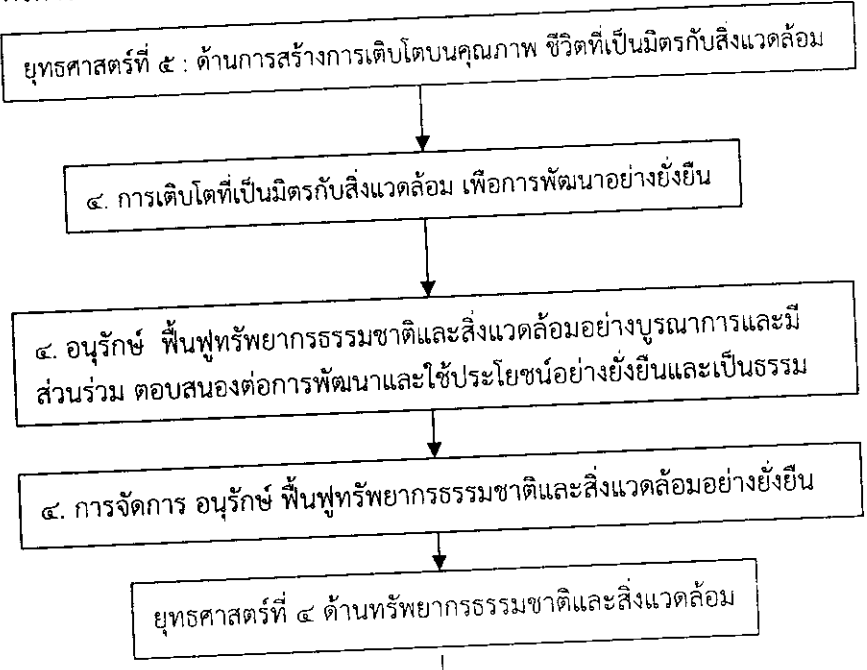 ยุทธศาสตร์ที่ ๕ : ด้านการสร้างการเติบโตบนคุณภาพ ชีวิตที่เป็นมิตรกับสิ่งแวดล้อม
๔. การเติบโตที่เป็นมิตรกับสิ่งแวดล้อม เพื่อการพัฒนาอย่างยั่งยืน
๔. อนุรักษ์ ฟื้นฟูทรัพยากรธรรมชาติและสิ่งแวดล้อมอย่างบูรณาการและมี
ส่วนร่วม ตอบสนองต่อการพัฒนาและใช้ประโยชน์อย่างยั่งยืนและเป็นธรรม
๔. การจัดการ อนุรักษ์ ฟื้นฟูทรัพยากรธรรมชาติและสิ่งแวดล้อมอย่างยั่งยืน
ยุทธศาสตร์ที่ ๔ ด้านทรัพยากรธรรมชาติและสิ่งแวดล้อม